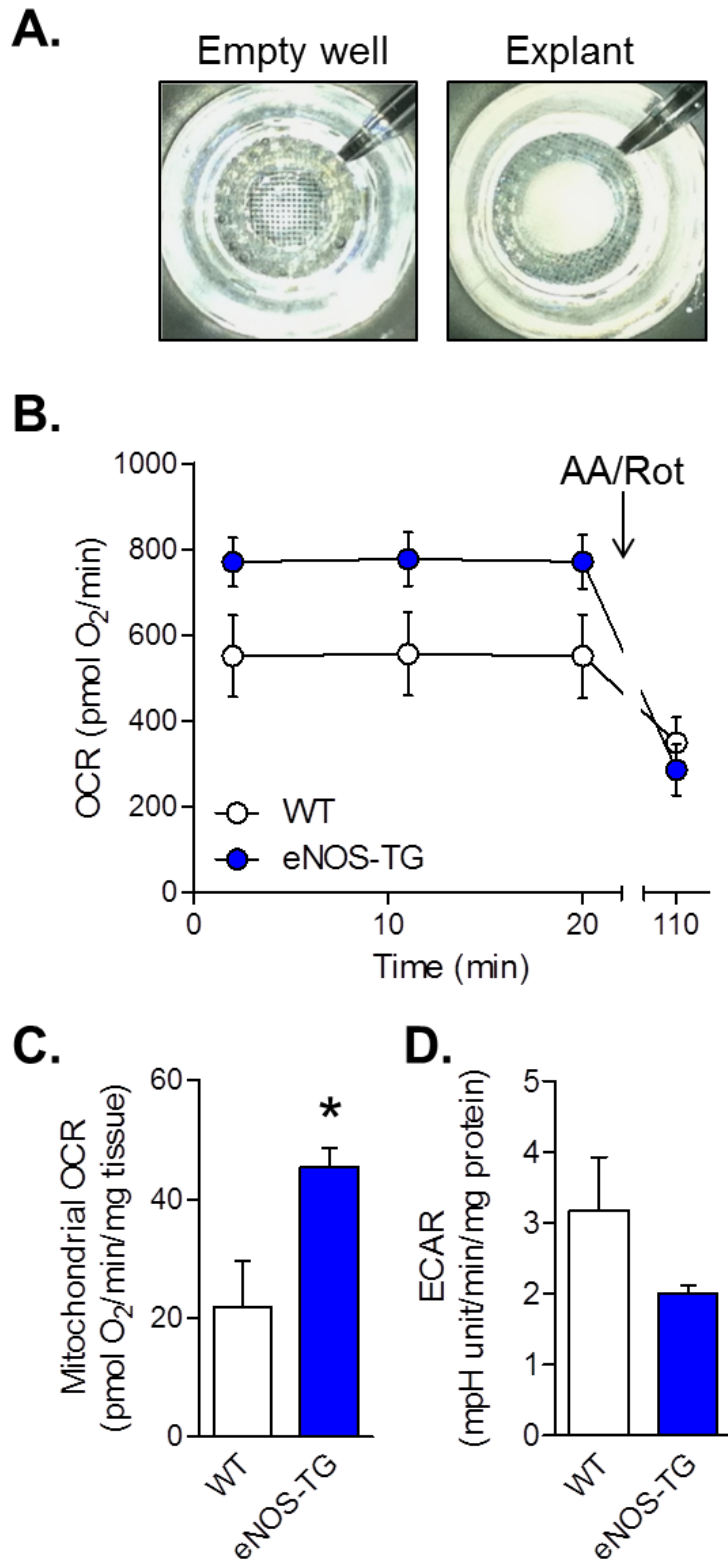 A.
Empty well
Explant
B.
1000
800
600
400
200
0
OCR (pmol O₂/min)
AA/Rot
WT
eNOS-TG
0
10
20
110
Time (min)
C.
60
40
20
0
Mitochondrial OCR
(pmol O₂/min/mg tissue)
*
WT
eNOS-TG
D.
5
4
3
2
1
0
ECAR
(mpH unit/min/mg protein)
WT
eNOS-TG